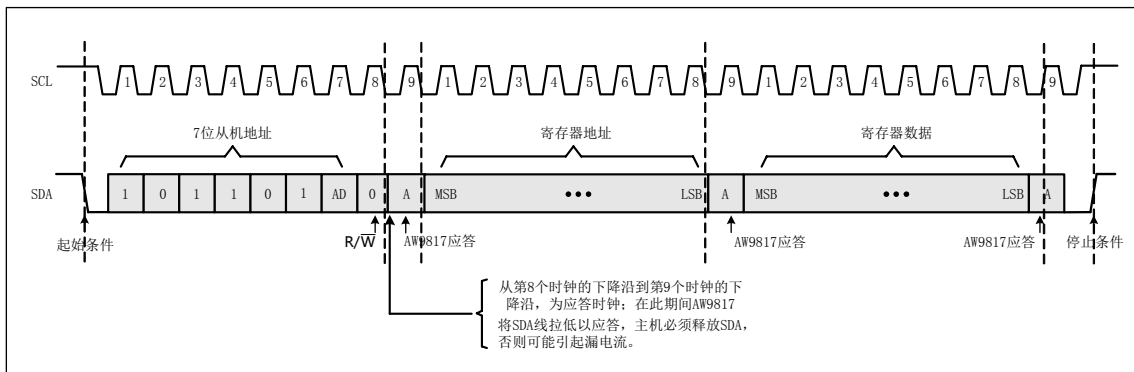 SCL 1 2 3 4 5 6 7 8 9 1 2 3 4 5 6 7 8 9 1 2 3 4 5 6 7 8 9
7位从机地址 寄存器地址 寄存器数据
SDA 1 0 1 1 0 1 AD 0 A MSB ••• LSB A MSB ••• LSB A
起始条件 R/W̅ AW9817应答 AW9817应答 AW9817应答 停止条件
从第8个时钟的下降沿到第9个时钟的下
降沿，为应答时钟；在此期间AW9817
将SDA线拉低以应答，主机必须释放SDA，
否则可能引起漏电流。